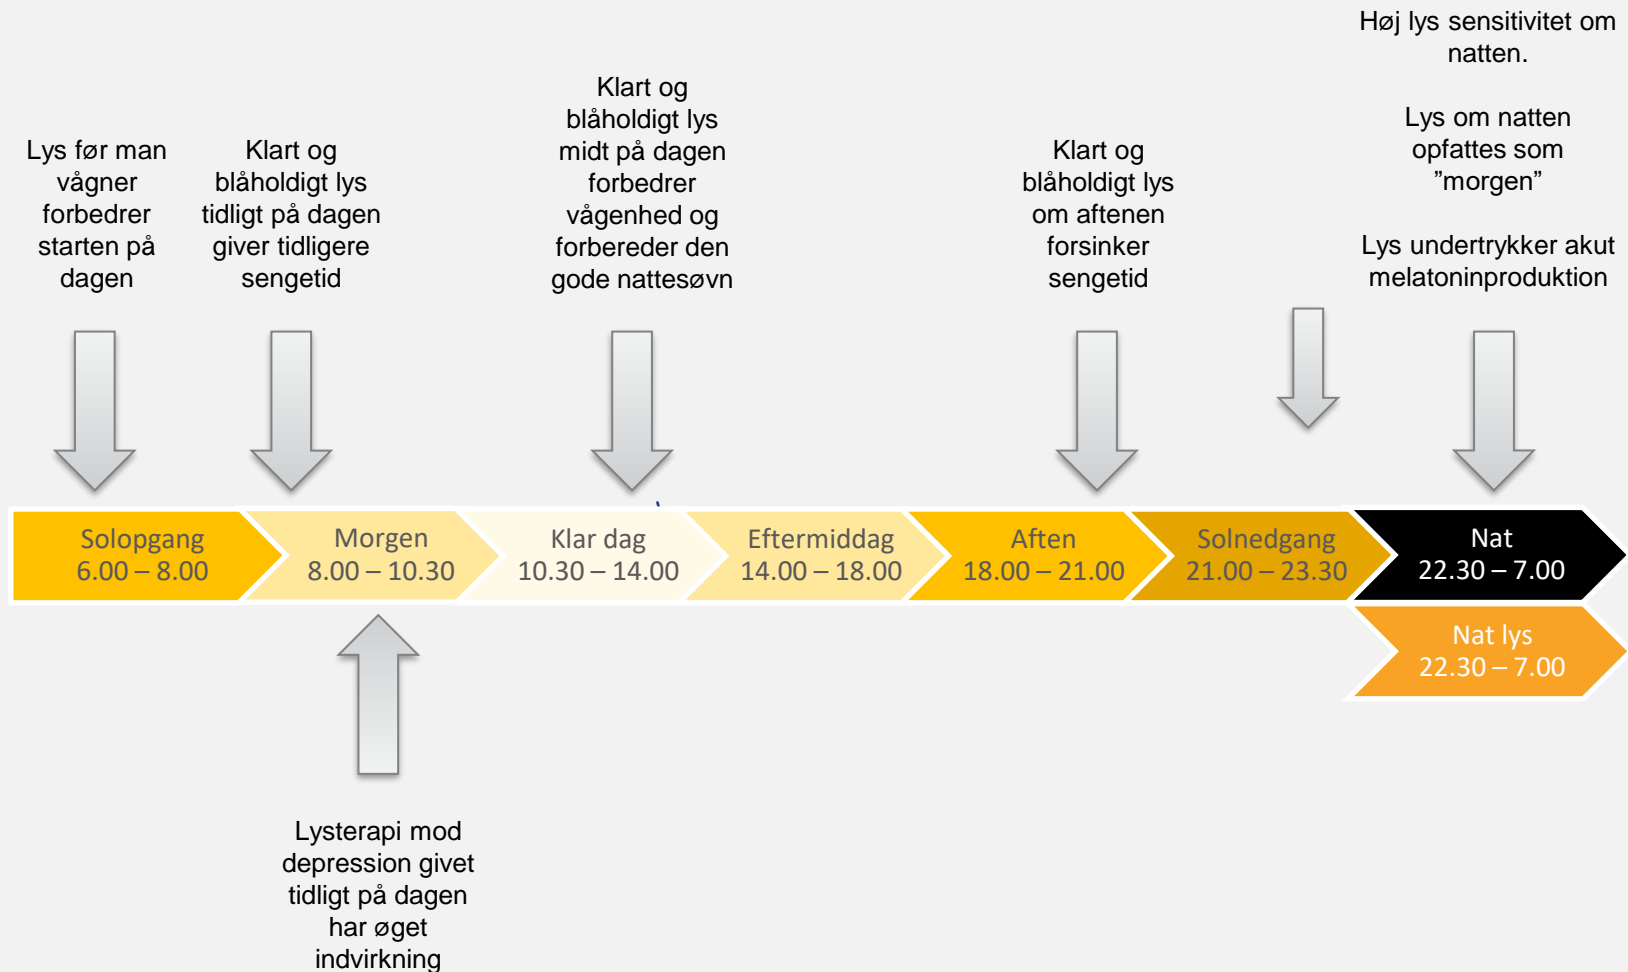 Lys før man
vågner
forbedrer
starten på
dagen
Klart og
blåholdigt lys
tidligt på dagen
giver tidligere
sengetid
Klart og
blåholdigt lys
midt på dagen
forbedrer
vågenhed og
forbereder den
gode nattesøvn
Klart og
blåholdigt lys
om aftenen
forsinker
sengetid
Høj lys sensitivitet om
natten.
Lys om natten
opfattes som
”morgen”
Lys undertrykker akut
melatoninproduktion
Solopgang
6.00 – 8.00
Morgen
8.00 – 10.30
Klar dag
10.30 – 14.00
Eftermiddag
14.00 – 18.00
Aften
18.00 – 21.00
Solnedgang
21.00 – 23.30
Nat
22.30 – 7.00
Nat lys
22.30 – 7.00
Lysterapi mod
depression givet
tidligt på dagen
har øget
indvirkning